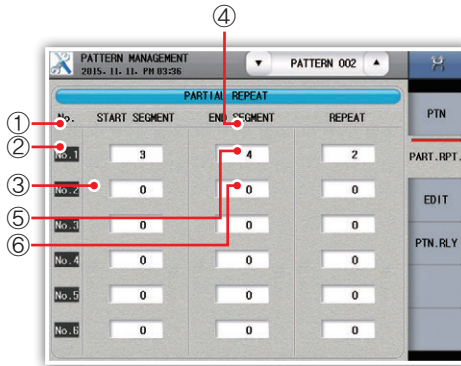 ④
PATTERN MANAGEMENT
2015. 11. 11. PM 03:36
▼ PATTERN 002 ▲
PARTIAL REPEAT
PTN
① No. START SEGMENT END SEGMENT REPEAT
② No.1 3 4 2
PART.RPT.
③ No.2 0 0 0
EDIT
⑤
No.3 0 0 0
⑥
PTN.RLY
No.4 0 0 0
No.5 0 0 0
No.6 0 0 0